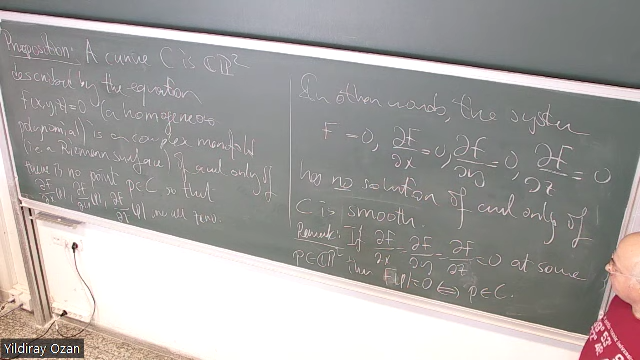 Proposition: A curve C is ℂℙ²
described by the equation
f(x,y,z)=0 (a homogeneous
polynomial) is a complex manifold
(i.e. a Riemann surface) if and only if
there is no point p∈C so that
∂f/∂x (p), ∂f/∂y (p), ∂f/∂z (p) are all zero.
In other words, the system
F = 0, ∂f/∂x = 0, ∂f/∂y = 0, ∂f/∂z = 0
has no solution if and only if
C is smooth.
Remark: If ∂f/∂x = ∂f/∂y = ∂f/∂z = 0 at some
p∈ℂℙ² then F(p)=0 ⇔ p∈C.
Yildiray Ozan